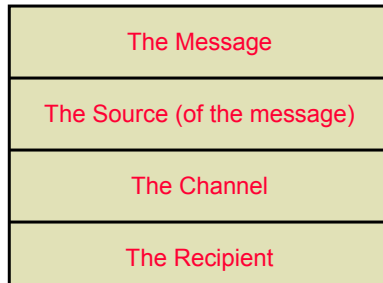 The Message
The Source (of the message)
The Channel
The Recipient